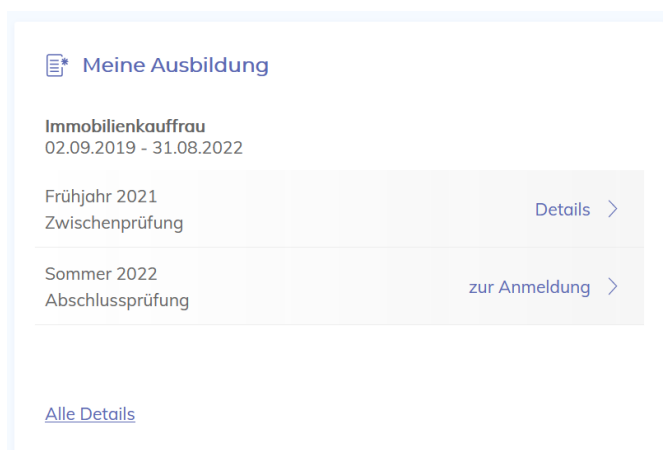 Meine Ausbildung
Immobilienkauffrau
02.09.2019 - 31.08.2022
Frühjahr 2021
Zwischenprüfung
Details
Sommer 2022
Abschlussprüfung
zur Anmeldung
Alle Details